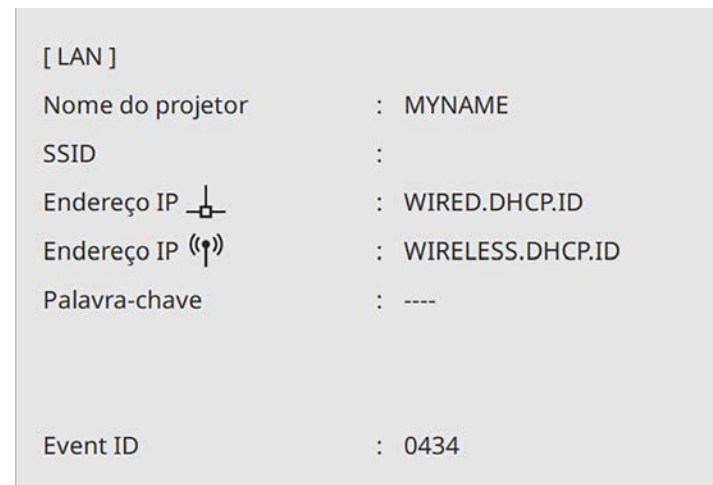 [ LAN ]
Nome do projetor : MYNAME
SSID :
Endereço IP : WIRED.DHCP.ID
Endereço IP : WIRELESS.DHCP.ID
Palavra-chave : ----
Event ID : 0434